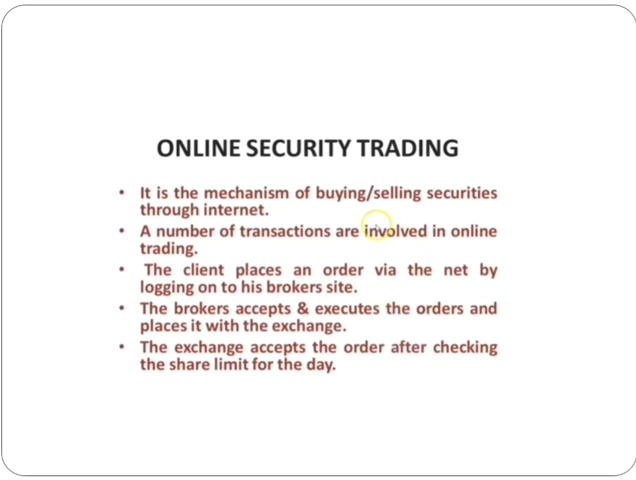 ONLINE SECURITY TRADING
• It is the mechanism of buying/selling securities
through internet.
• A number of transactions are involved in online
trading.
• The client places an order via the net by
logging on to his brokers site.
• The brokers accepts & executes the orders and
places it with the exchange.
• The exchange accepts the order after checking
the share limit for the day.